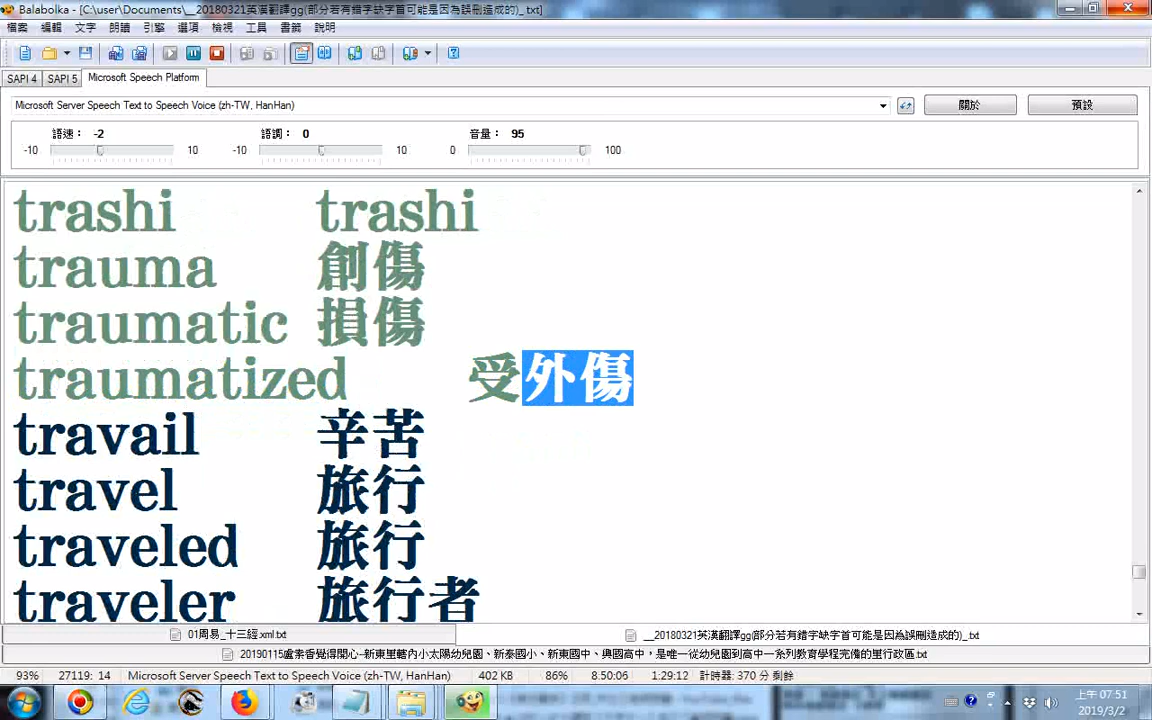 Balabolka - [C:\user\Documents\__20180321英漢翻譯gg(部分若有錯字缺字首可能是因為誤刪造成的)_.txt]
檔案 編輯 文字 朗讀 引擎 選項 檢視 工具 書籤 說明
SAPI 4 SAPI 5 Microsoft Speech Platform
Microsoft Server Speech Text to Speech Voice (zh-TW, HanHan) 關於 預設
語速： -2 語調： 0 音量： 95
-10 10 -10 10 0 100
trashi trashi
trauma 創傷
traumatic 損傷
traumatized 受外傷
travail 辛苦
travel 旅行
traveled 旅行
traveler 旅行者
01周易_十三經.xml.txt __20180321英漢翻譯gg(部分若有錯字缺字首可能是因為誤刪造成的)_.txt
20190115盧素香覺得開心-新東里轄內小太陽幼兒園、新泰國小、新東國中、興國高中，是唯一從幼兒園到高中一系列教育學程完備的里行政區.txt
93% 27119: 14 Microsoft Server Speech Text to Speech Voice (zh-TW, HanHan) 402 KB 86% 8:50:06 1:29:12 計時器: 370 分 剩餘
上午 07:51
2019/3/2